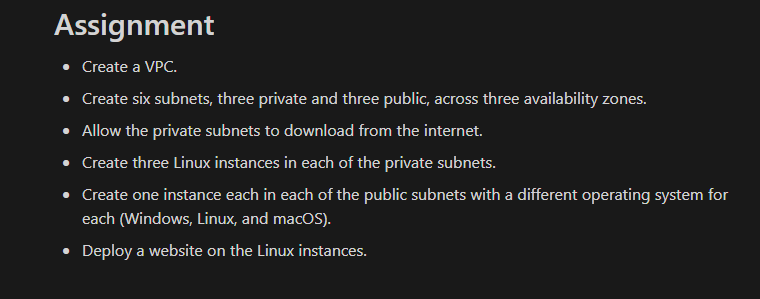 Assignment
• Create a VPC.
• Create six subnets, three private and three public, across three availability zones.
• Allow the private subnets to download from the internet.
• Create three Linux instances in each of the private subnets.
• Create one instance each in each of the public subnets with a different operating system for
each (Windows, Linux, and macOS).
• Deploy a website on the Linux instances.